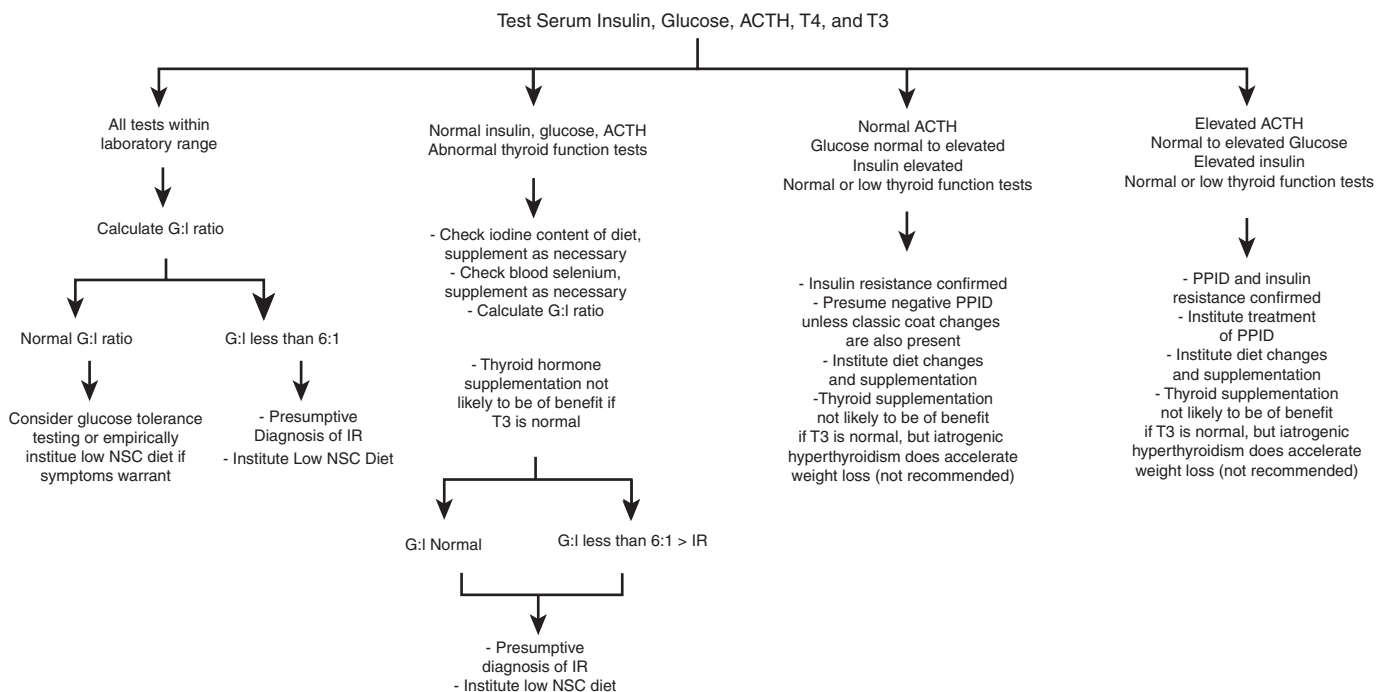 Test Serum Insulin, Glucose, ACTH, T4, and T3
All tests within
laboratory range
Calculate G:I ratio
Normal G:I ratio
Consider glucose tolerance
testing or empirically
institue low NSC diet if
symptoms warrant
G:I less than 6:1
- Presumptive
Diagnosis of IR
- Institute Low NSC Diet
Normal insulin, glucose, ACTH
Abnormal thyroid function tests
- Check iodine content of diet,
supplement as necessary
- Check blood selenium,
supplement as necessary
- Calculate G:I ratio
- Thyroid hormone
supplementation not
likely to be of benefit if
T3 is normal
G:I Normal
G:I less than 6:1 > IR
- Presumptive
diagnosis of IR
- Institute low NSC diet
Normal ACTH
Glucose normal to elevated
Insulin elevated
Normal or low thyroid function tests
- Insulin resistance confirmed
- Presume negative PPID
unless classic coat changes
are also present
- Institute diet changes
and supplementation
-Thyroid supplementation
not likely to be of benefit
if T3 is normal, but iatrogenic
hyperthyroidism does accelerate
weight loss (not recommended)
Elevated ACTH
Normal to elevated Glucose
Elevated insulin
Normal or low thyroid function tests
- PPID and insulin
resistance confirmed
- Institute treatment
of PPID
- Institute diet changes
and supplementation
- Thyroid supplementation
not likely to be of benefit
if T3 is normal, but iatrogenic
hyperthyroidism does accelerate
weight loss (not recommended)